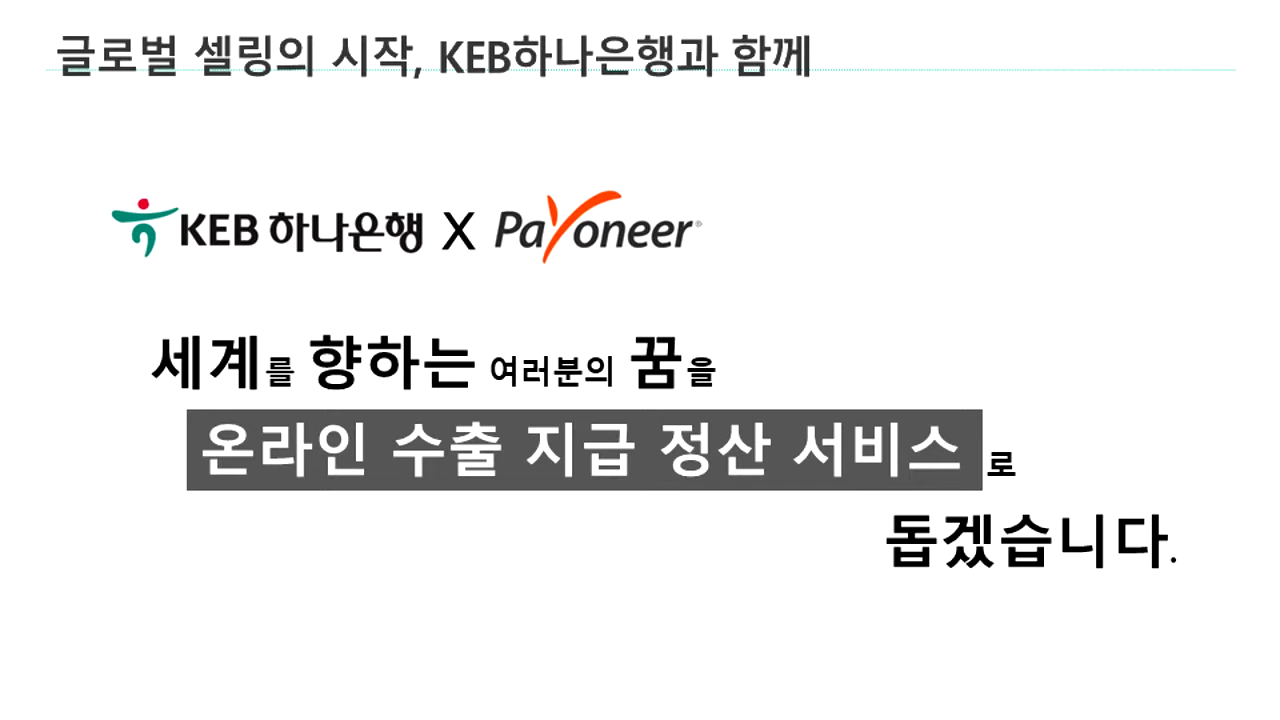 글로벌 셀링의 시작, KEB하나은행과 함께
KEB 하나은행 X Payoneer®
세계를 향하는 여러분의 꿈을
온라인 수출 지급 정산 서비스로
돕겠습니다.